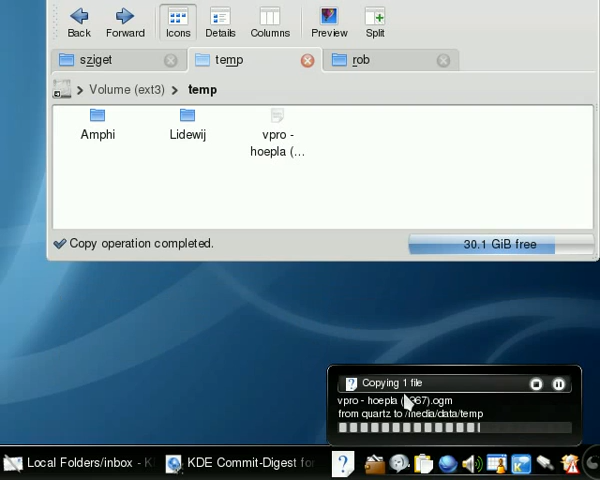 Back Forward Icons Details Columns Preview Split
sziget temp rob
Volume (ext3) temp
Amphi Lidewij vpro -
hoepla (...
Copy operation completed. 30.1 GiB free
Copying 1 file
vpro - hoepla ( 67).ogm
from quartz to /media/data/temp
Local Folders/inbox - K KDE Commit-Digest for